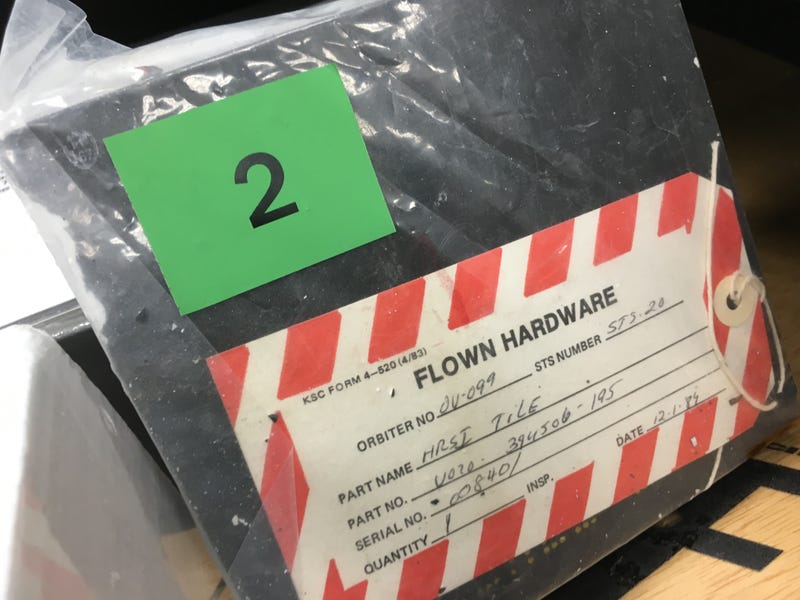 2
KSC FORM 4-520 (4/83)
FLOWN HARDWARE
ORBITER NO OV-099 STS NUMBER STS-20
PART NAME HRSI TILE
PART NO. V070-394506-195
SERIAL NO. 008401
QUANTITY 1 INSP. DATE 12-1-84